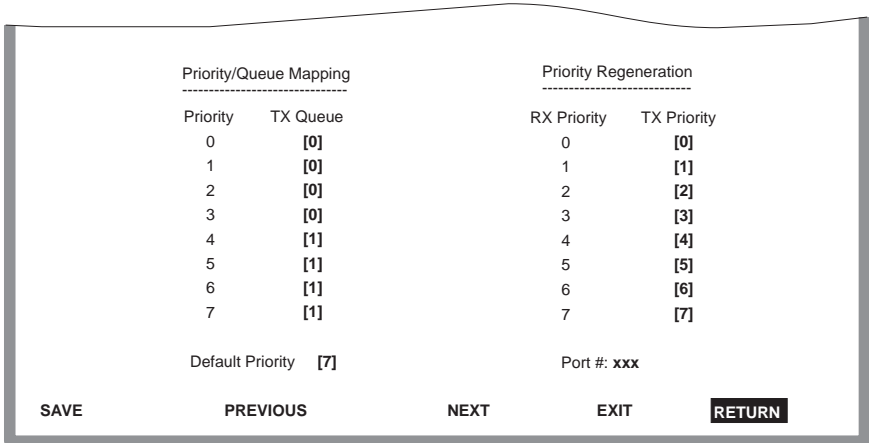 Priority/Queue Mapping Priority Regeneration
------------------------------- ----------------------------
Priority TX Queue RX Priority TX Priority
0 [0] 0 [0]
1 [0] 1 [1]
2 [0] 2 [2]
3 [0] 3 [3]
4 [1] 4 [4]
5 [1] 5 [5]
6 [1] 6 [6]
7 [1] 7 [7]
Default Priority [7] Port #: xxx
SAVE PREVIOUS NEXT EXIT RETURN